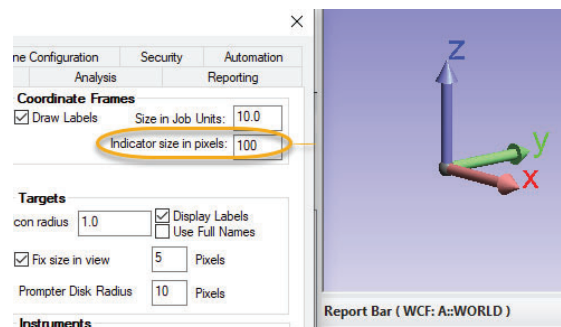 ne Configuration Security Automation
Analysis Reporting
Coordinate Frames
Draw Labels Size in Job Units: 10.0
Indicator size in pixels: 100
Targets
con radius 1.0 Display Labels
Use Full Names
Fix size in view 5 Pixels
Prompter Disk Radius 10 Pixels
Instruments
z
y
x
Report Bar ( WCF: A::WORLD )